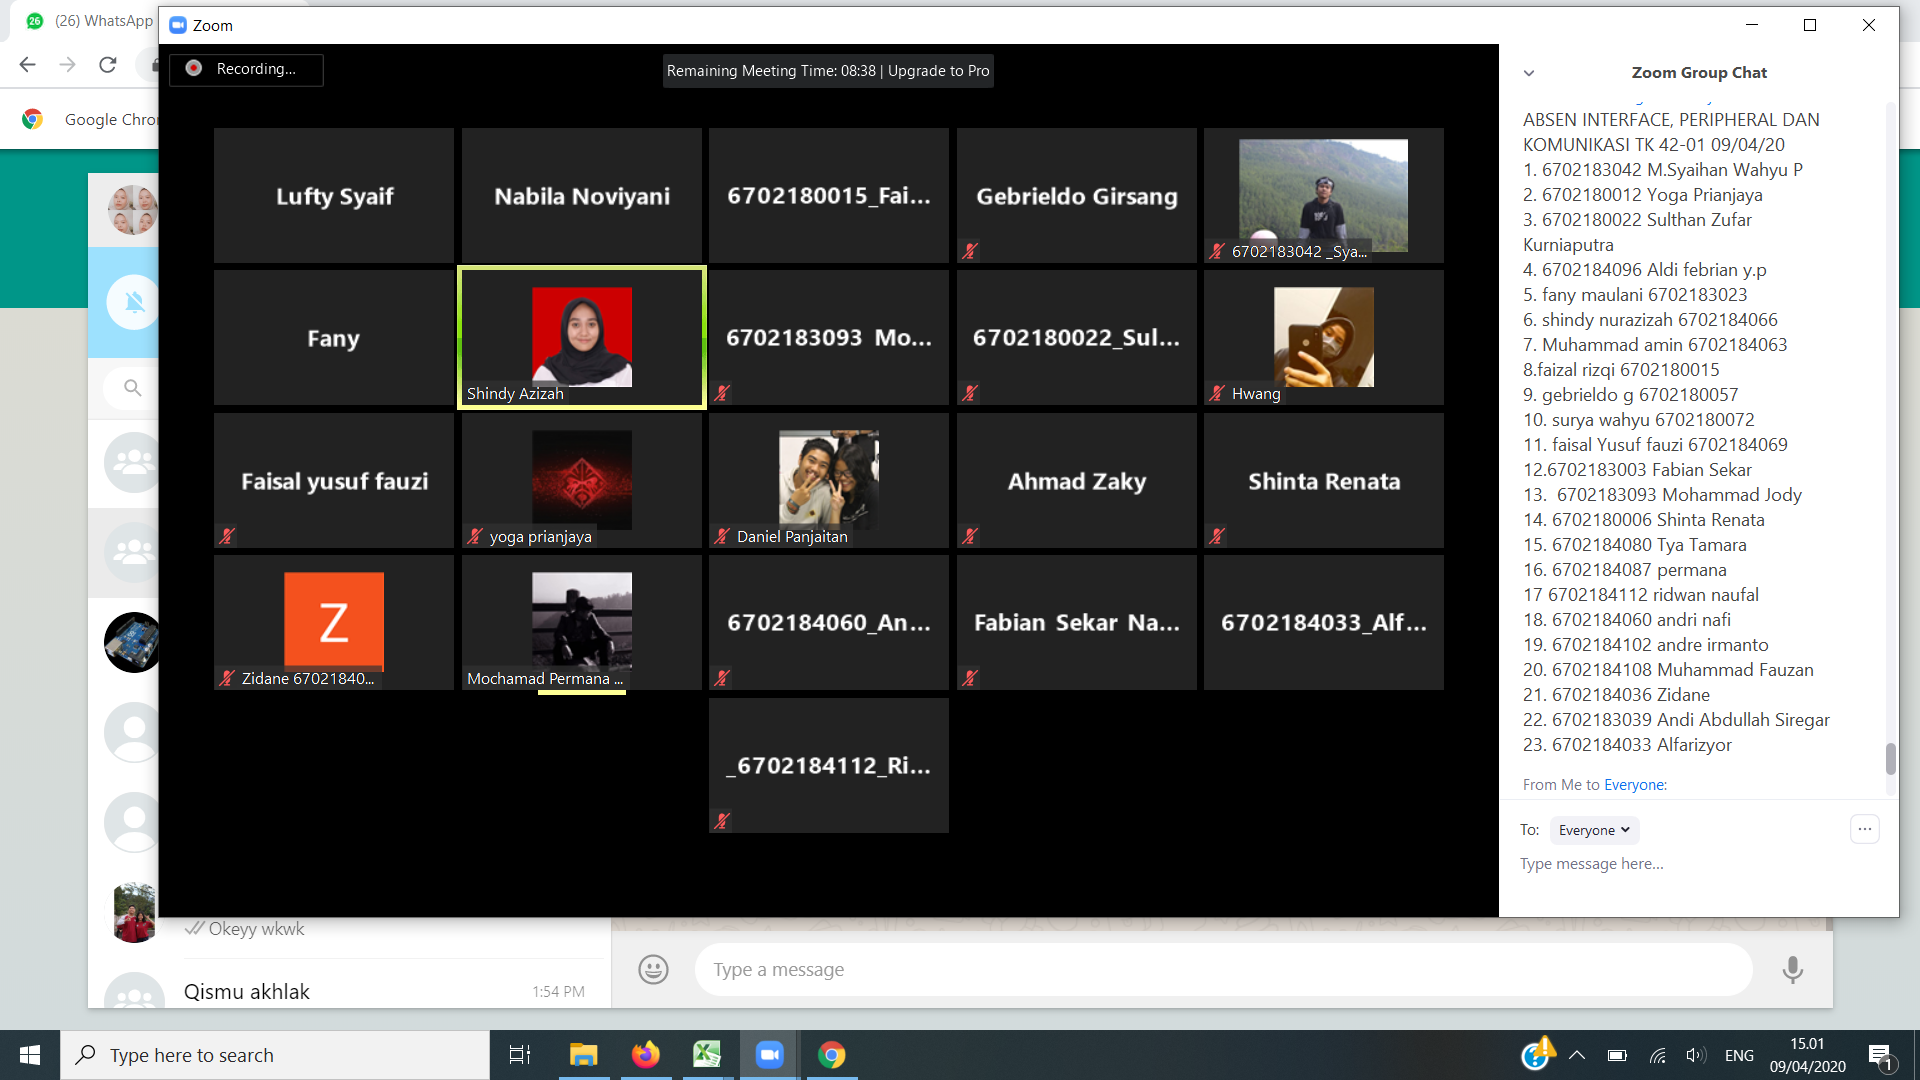 (26) WhatsApp
Zoom
Recording...
Remaining Meeting Time: 08:38 | Upgrade to Pro
Google Chro
Lufty Syaif
Nabila Noviyani
6702180015_Fai...
Gebrieldo Girsang
6702183042 _Sya...
Fany
Shindy Azizah
6702183093 Mo...
6702180022_Sul...
Hwang
Faisal yusuf fauzi
yoga prianjaya
Daniel Panjaitan
Ahmad Zaky
Shinta Renata
Z
Zidane 67021840...
Mochamad Permana ...
6702184060_An...
Fabian Sekar Na...
6702184033_Alf...
_6702184112_Ri...
Zoom Group Chat
ABSEN INTERFACE, PERIPHERAL DAN
KOMUNIKASI TK 42-01 09/04/20
1. 6702183042 M.Syaihan Wahyu P
2. 6702180012 Yoga Prianjaya
3. 6702180022 Sulthan Zufar
Kurniaputra
4. 6702184096 Aldi febrian y.p
5. fany maulani 6702183023
6. shindy nurazizah 6702184066
7. Muhammad amin 6702184063
8.faizal rizqi 6702180015
9. gebrieldo g 6702180057
10. surya wahyu 6702180072
11. faisal Yusuf fauzi 6702184069
12.6702183003 Fabian Sekar
13.  6702183093 Mohammad Jody
14. 6702180006 Shinta Renata
15. 6702184080 Tya Tamara
16. 6702184087 permana
17 6702184112 ridwan naufal
18. 6702184060 andri nafi
19. 6702184102 andre irmanto
20. 6702184108 Muhammad Fauzan
21. 6702184036 Zidane
22. 6702183039 Andi Abdullah Siregar
23. 6702184033 Alfarizyor
From Me to Everyone:
To: Everyone
Type message here...
Okeyy wkwk
Qismu akhlak
1:54 PM
Type a message
Type here to search
ENG
15.01
09/04/2020
1